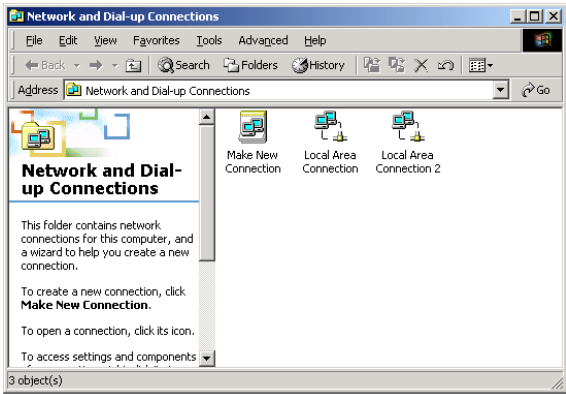 Network and Dial-up Connections
File Edit View Favorites Tools Advanced Help
Back Search Folders History
Address Network and Dial-up Connections Go
Network and Dial-
up Connections
This folder contains network
connections for this computer, and
a wizard to help you create a new
connection.
To create a new connection, click
Make New Connection.
To open a connection, click its icon.
To access settings and components
Make New
Connection
Local Area
Connection
Local Area
Connection 2
3 object(s)